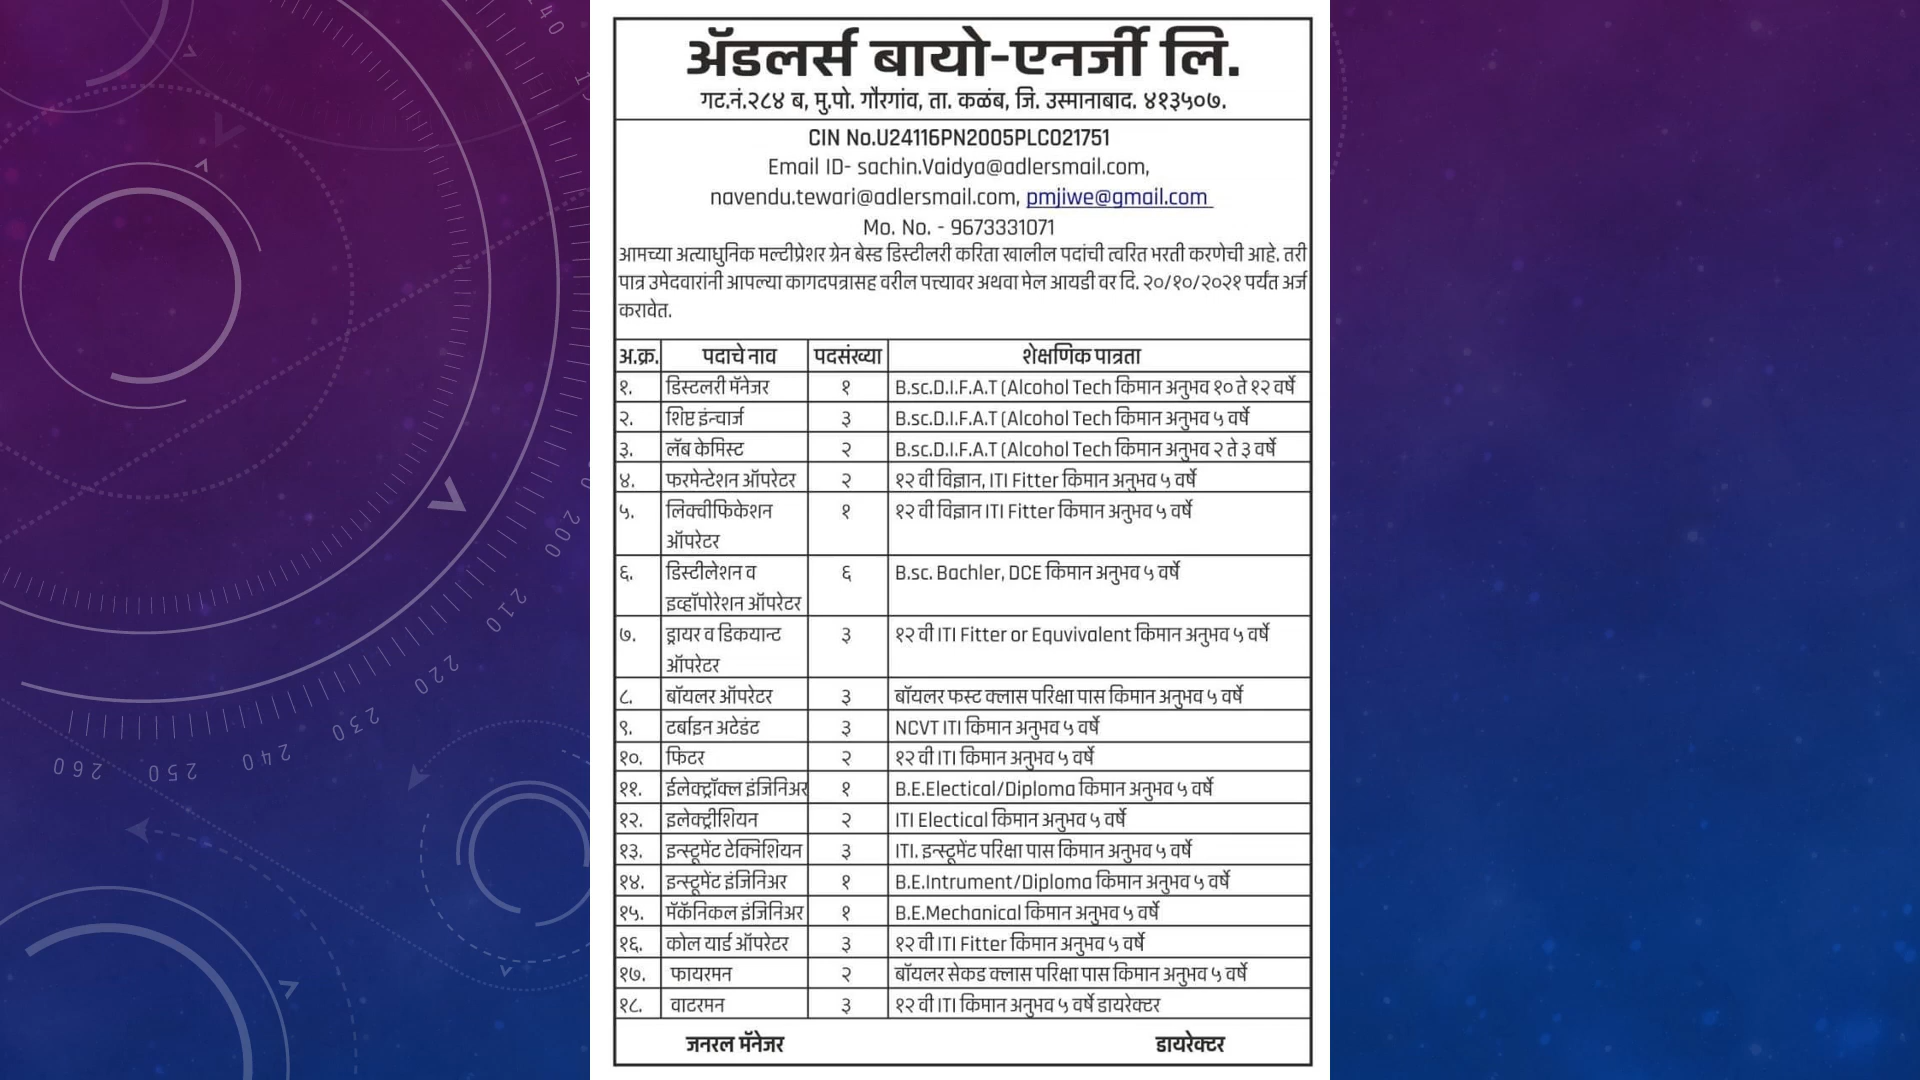 ॲडलर्स बायो-एनर्जी लि.
गट.नं.२८४ ब, मु.पो. गौरगांव, ता. कळंब, जि. उस्मानाबाद. ४१३५०७.
CIN No.U24116PN2005PLC021751
Email ID- sachin.Vaidya@adlersmail.com,
navendu.tewari@adlersmail.com, pmjiwe@gmail.com
Mo. No. - 9673331071
आमच्या अत्याधुनिक मल्टीप्रेशर ग्रेन बेस्ड डिस्टीलरी करिता खालील पदांची त्वरित भरती करणेची आहे. तरी
पात्र उमेदवारांनी आपल्या कागदपत्रासह वरील पत्त्यावर अथवा मेल आयडी वर दि. २०/१०/२०२१ पर्यंत अर्ज
करावेत.
अ.क्र. पदाचे नाव पदसंख्या शेक्षणिक पात्रता
१. डिस्टलरी मॅनेजर १ B.sc.D.I.F.A.T (Alcohol Tech किमान अनुभव १० ते १२ वर्षे
२. शिप्ट इंन्चार्ज ३ B.sc.D.I.F.A.T (Alcohol Tech किमान अनुभव ५ वर्षे
३. लॅब केमिस्ट २ B.sc.D.I.F.A.T (Alcohol Tech किमान अनुभव २ ते ३ वर्षे
४. फरमेन्टेशन ऑपरेटर २ १२ वी विज्ञान, ITI Fitter किमान अनुभव ५ वर्षे
५. लिक्वीफिकेशन १ १२ वी विज्ञान ITI Fitter किमान अनुभव ५ वर्षे
ऑपरेटर
६. डिस्टीलेशन व ६ B.sc. Bachler, DCE किमान अनुभव ५ वर्षे
इव्हॉपोरेशन ऑपरेटर
७. ड्रायर व डिकयान्ट ३ १२ वी ITI Fitter or Equvivalent किमान अनुभव ५ वर्षे
ऑपरेटर
८. बॉयलर ऑपरेटर ३ बॉयलर फस्ट क्लास परिक्षा पास किमान अनुभव ५ वर्षे
९. टर्बाइन अटेडंट ३ NCVT ITI किमान अनुभव ५ वर्षे
१०. फिटर २ १२ वी ITI किमान अनुभव ५ वर्षे
११. ईलेक्ट्रॉक्ल इंजिनिअर १ B.E.Electical/Diploma किमान अनुभव ५ वर्षे
१२. इलेक्ट्रीशियन २ ITI Electical किमान अनुभव ५ वर्षे
१३. इन्स्टूमेंट टेक्निशियन ३ ITI. इन्स्टूमेंट परिक्षा पास किमान अनुभव ५ वर्षे
१४. इन्स्टूमेंट इंजिनिअर १ B.E.Intrument/Diploma किमान अनुभव ५ वर्षे
१५. मॅकॅनिकल इंजिनिअर १ B.E.Mechanical किमान अनुभव ५ वर्षे
१६. कोल यार्ड ऑपरेटर ३ १२ वी ITI Fitter किमान अनुभव ५ वर्षे
१७. फायरमन २ बॉयलर सेकड क्लास परिक्षा पास किमान अनुभव ५ वर्षे
१८. वाटरमन ३ १२ वी ITI किमान अनुभव ५ वर्षे डायरेक्टर
जनरल मॅनेजर डायरेक्टर
200
210
220
230
240
250
260